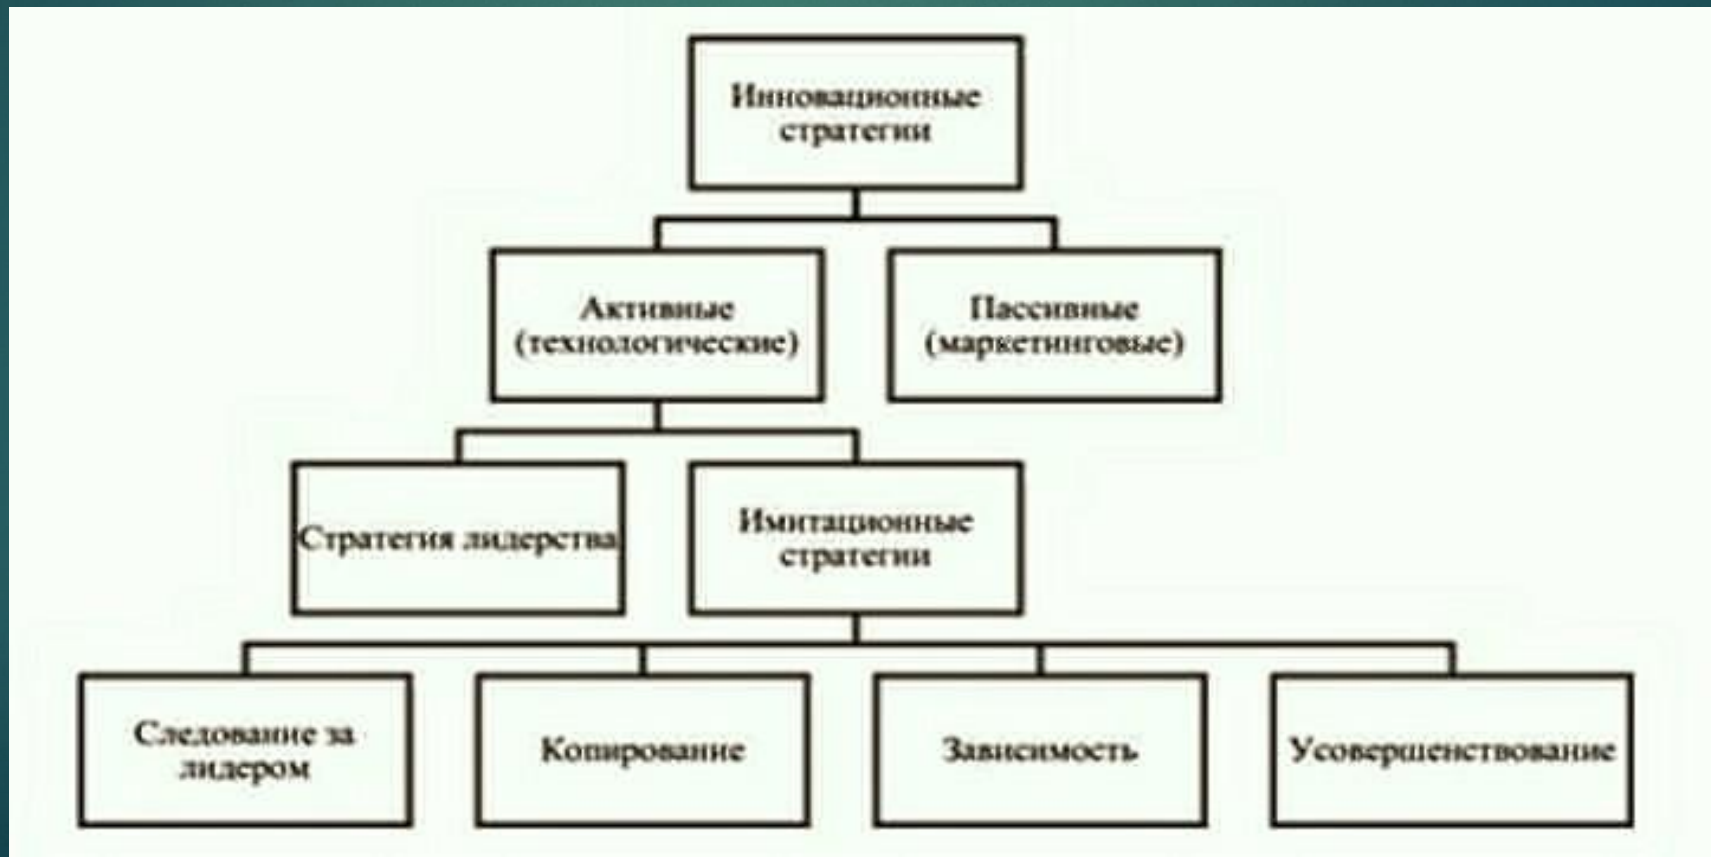 Инновационные
стратегии
Активные
(технологические)
Пассивные
(маркетинговые)
Стратегия лидерства
Имитационные
стратегии
Следование за
лидером
Копирование
Зависимость
Усовершенствование